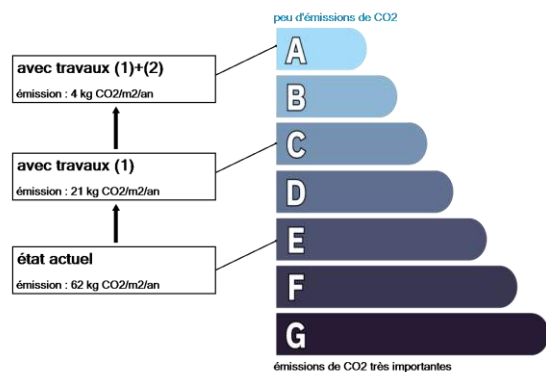 peu d'émissions de CO2
avec travaux (1)+(2)
émission : 4 kg CO2/m2/an
avec travaux (1)
émission : 21 kg CO2/m2/an
état actuel
émission : 62 kg CO2/m2/an
A
B
C
D
E
F
G
émissions de CO2 très importantes